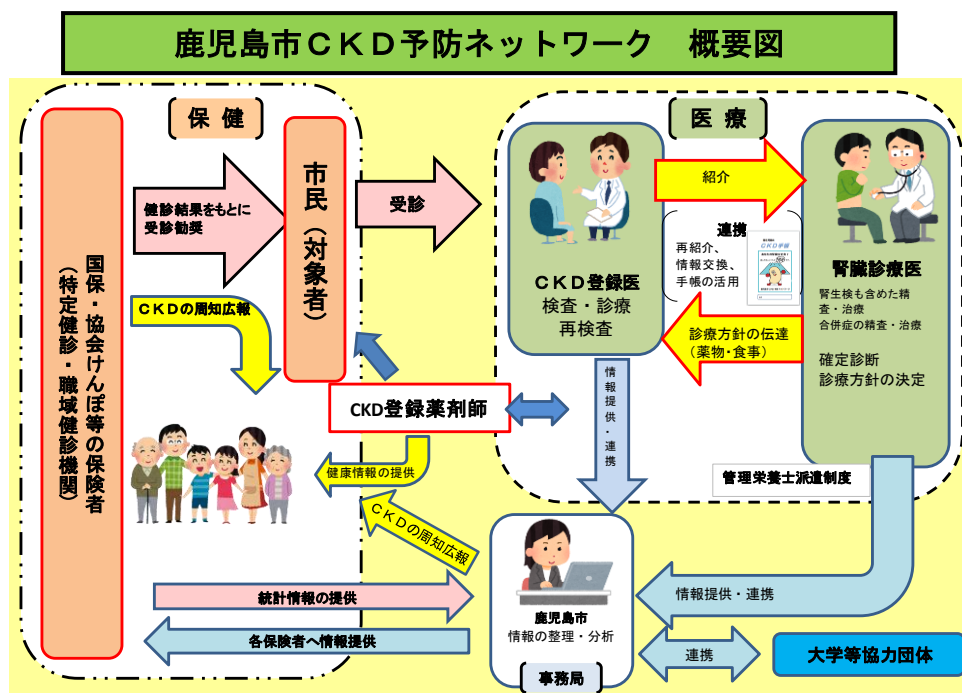 鹿児島市ＣＫＤ予防ネットワーク　概要図
保健
国保・協会けんぽ等の保険者
（特定健診・職域健診機関）
健診結果をもとに
受診勧奨
市民（対象者）
受診
ＣＫＤの周知広報
医療
ＣＫＤ登録医
検査・診療
再検査
紹介
連携
再紹介、
情報交換、
手帳の活用
ＣＫＤ手帳
診療方針の伝達
（薬物・食事）
腎臓診療医
腎生検も含めた精
査・治療
合併症の精査・治療
確定診断
診療方針の決定
CKD登録薬剤師
情報提供・連携
健康情報の提供
ＣＫＤの周知広報
管理栄養士派遣制度
統計情報の提供
各保険者へ情報提供
鹿児島市
情報の整理・分析
事務局
情報提供・連携
連携
大学等協力団体